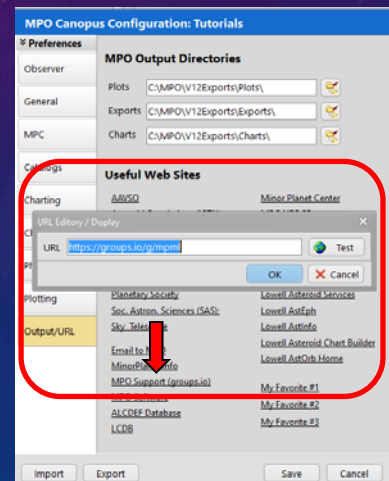 MPO Canopus Configuration: Tutorials
Preferences
Observer
General
MPC
Catalogs
Charting
Plotting
Output/URL
MPO Output Directories
Plots C:\MPO\V12Exports\Plots\
Exports C:\MPO\V12Exports\Exports\
Charts C:\MPO\V12Exports\Charts\
Useful Web Sites
AAVSO Minor Planet Center
URL Editory / Display
URL https://groups.io/g/mpml Test
OK Cancel
Planetary Society Lowell Asteroid Services
Soc. Astron. Sciences (SAS): Lowell AstEph
Sky Lowell AstInfo
Email to Lowell Asteroid Chart Builder
Lowell AstOrb Home
MPO Support (groups.io) My Favorite #1
MPO Software My Favorite #2
ALCDEF Database My Favorite #3
LCDB
Import Export Save Cancel